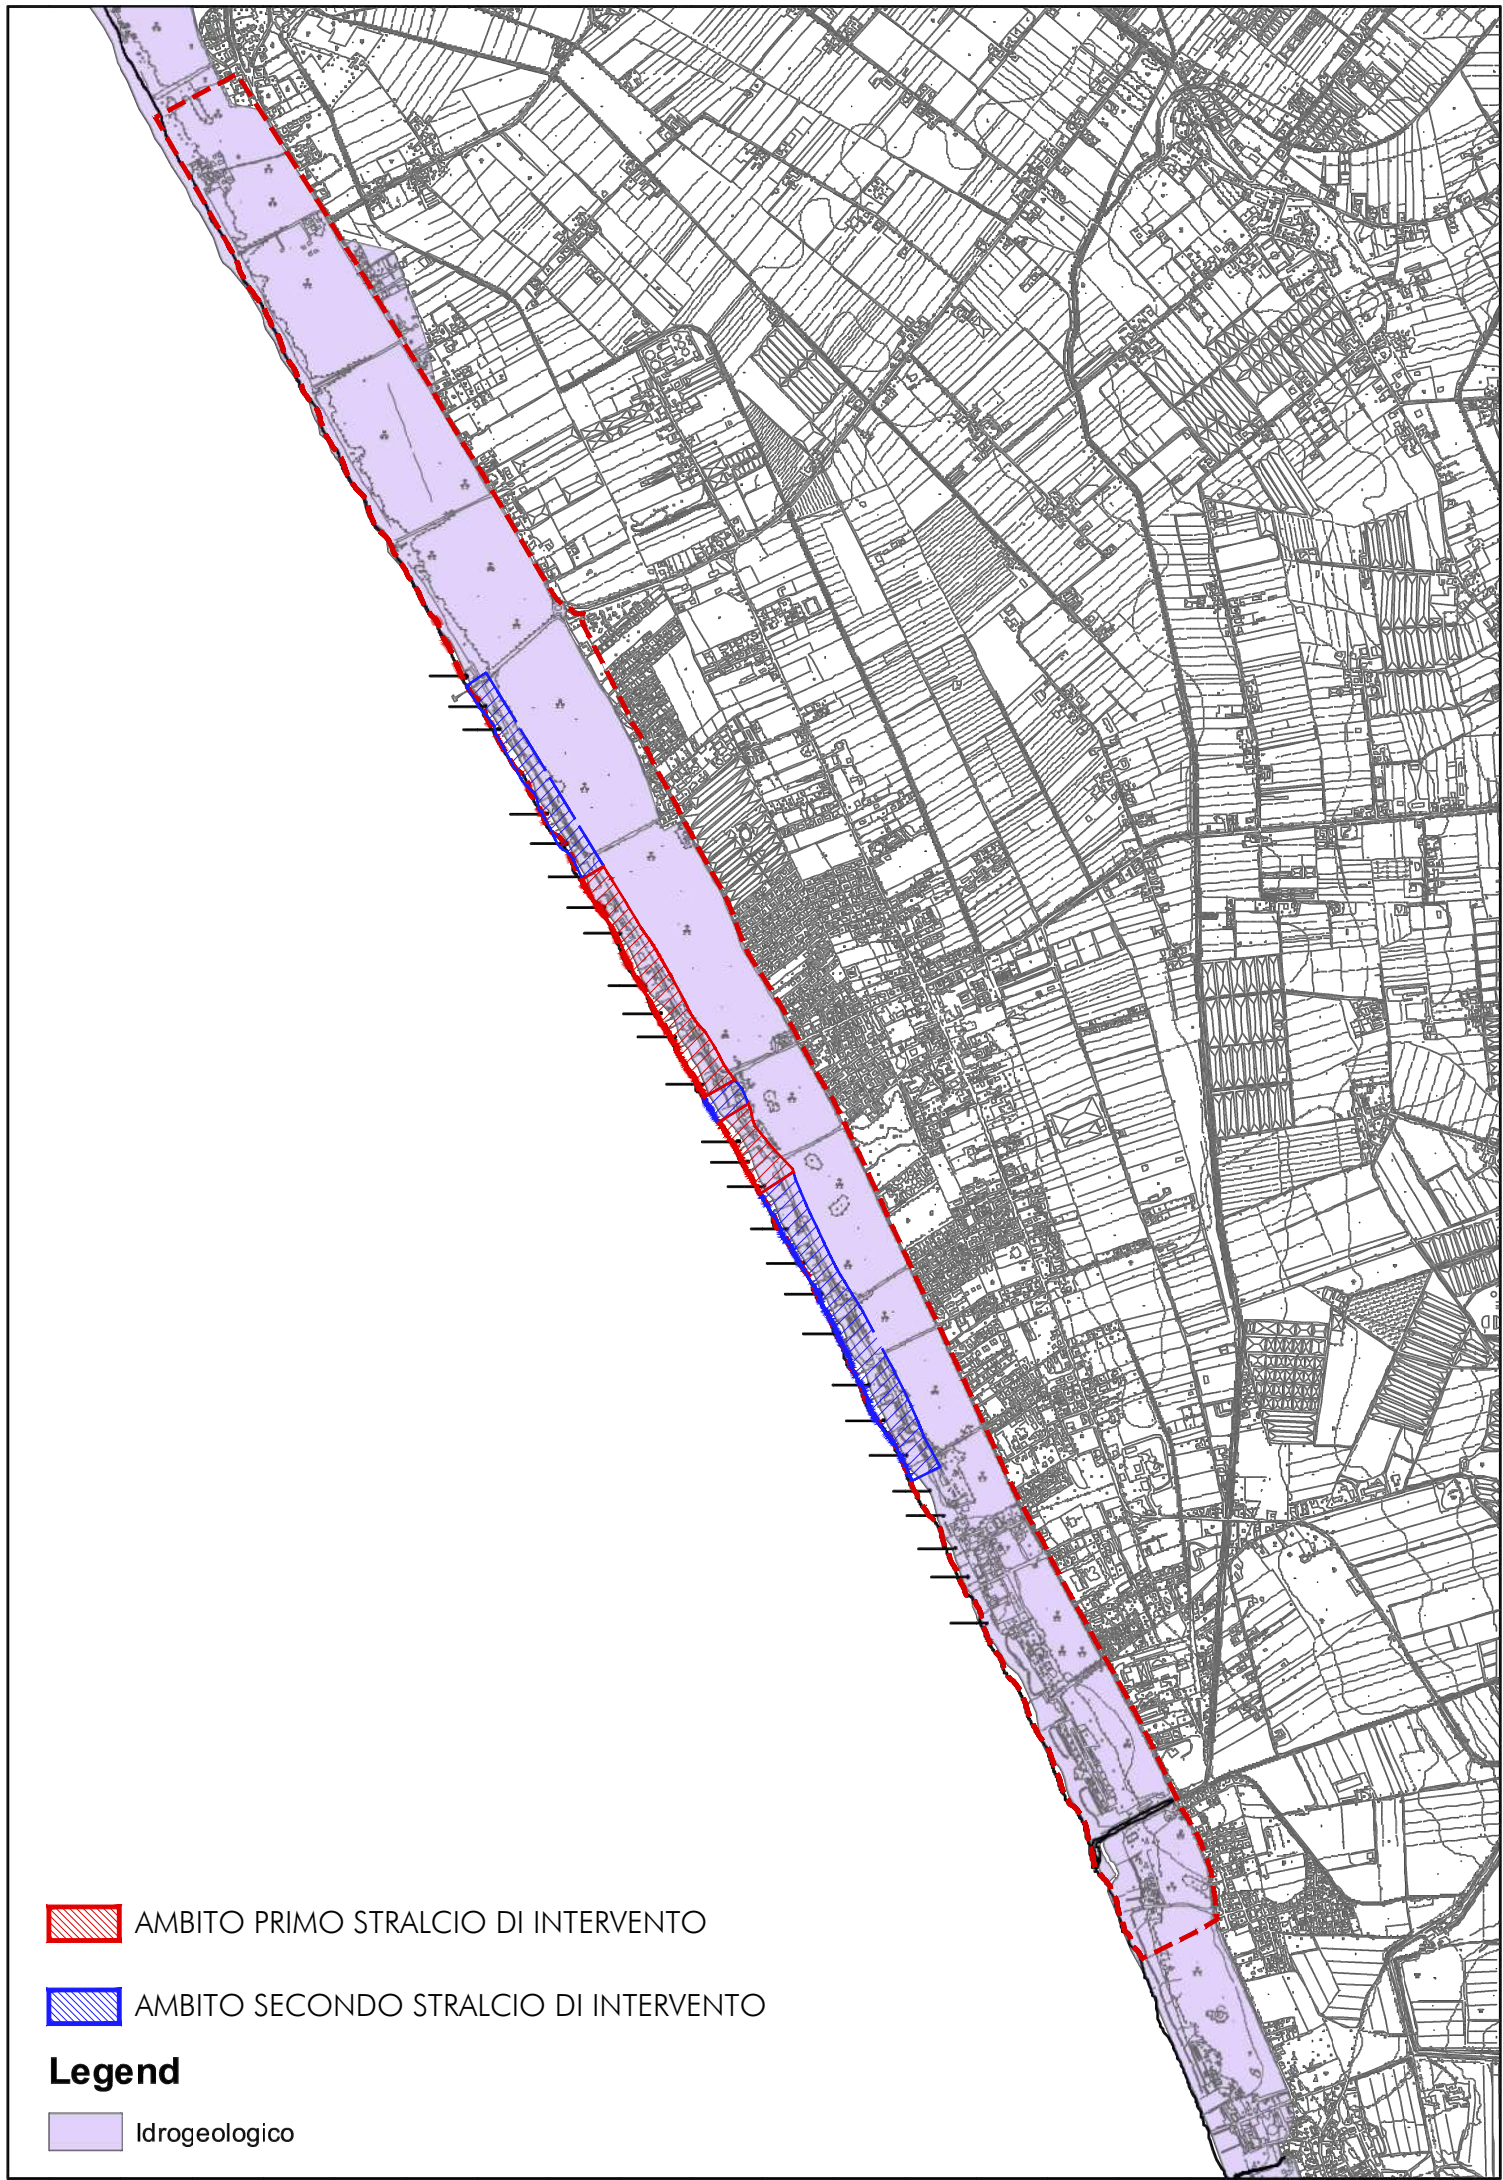 AMBITO PRIMO STRALCIO DI INTERVENTO
AMBITO SECONDO STRALCIO DI INTERVENTO
Legend
Idrogeologico